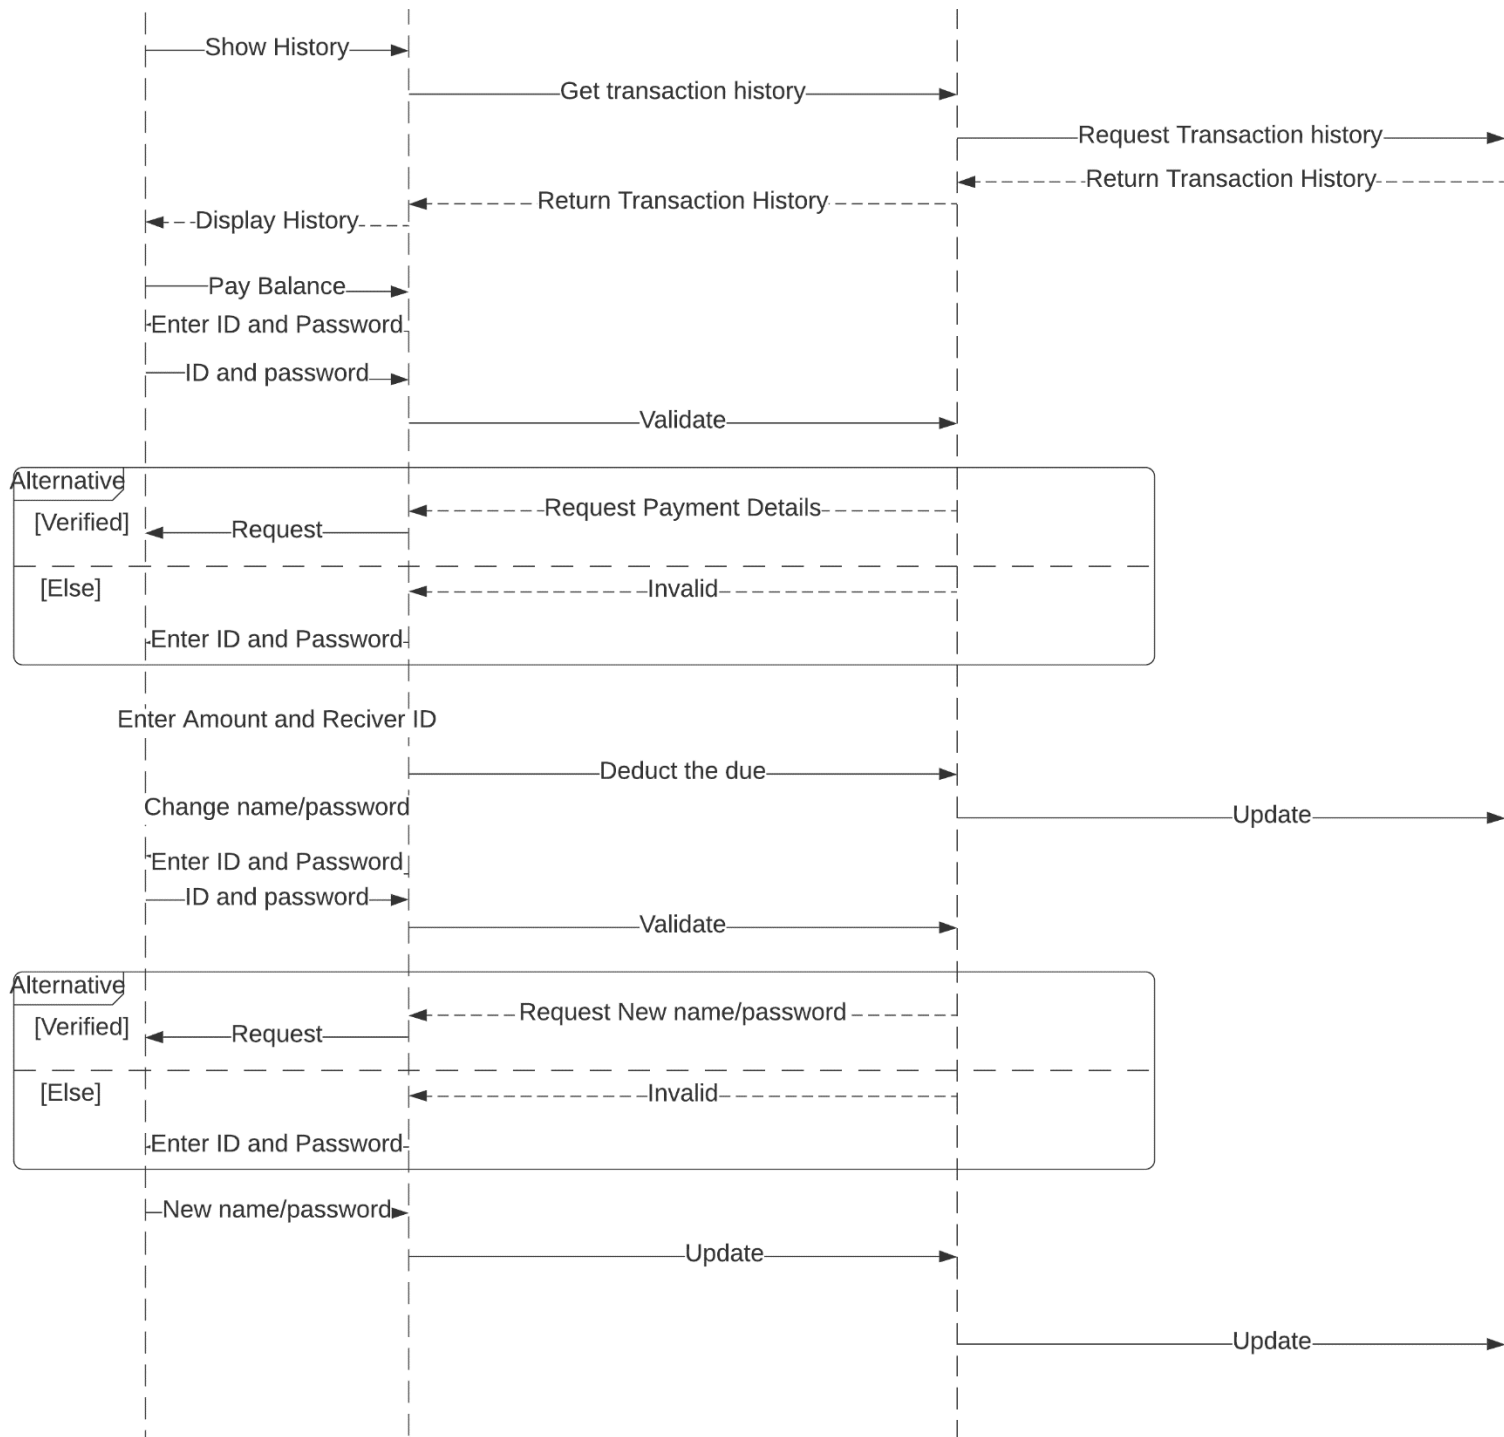 Show History
Get transaction history
Request Transaction history
Return Transaction History
Return Transaction History
Display History
Pay Balance
Enter ID and Password
ID and password
Validate
Alternative
Request Payment Details
[Verified]
Request
[Else]
Invalid
Enter ID and Password
Enter Amount and Reciver ID
Deduct the due
Change name/password
Update
Enter ID and Password
ID and password
Validate
Alternative
Request New name/password
[Verified]
Request
[Else]
Invalid
Enter ID and Password
New name/password
Update
Update